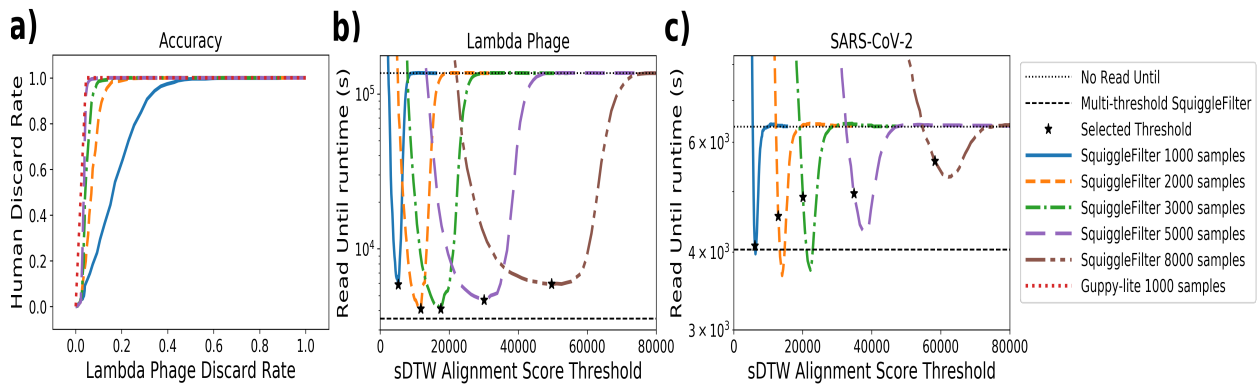 a)
Accuracy
Human Discard Rate
1.0
0.8
0.6
0.4
0.2
0.0
0.0 0.2 0.4 0.6 0.8 1.0
Lambda Phage Discard Rate
b)
Lambda Phage
Read Until runtime (s)
10⁵
10⁴
0 20000 40000 60000 80000
sDTW Alignment Score Threshold
c)
SARS-CoV-2
Read Until runtime (s)
6 x 10³
4 x 10³
3 x 10³
0 20000 40000 60000 80000
sDTW Alignment Score Threshold
No Read Until
Multi-threshold SquiggleFilter
Selected Threshold
SquiggleFilter 1000 samples
SquiggleFilter 2000 samples
SquiggleFilter 3000 samples
SquiggleFilter 5000 samples
SquiggleFilter 8000 samples
Guppy-lite 1000 samples